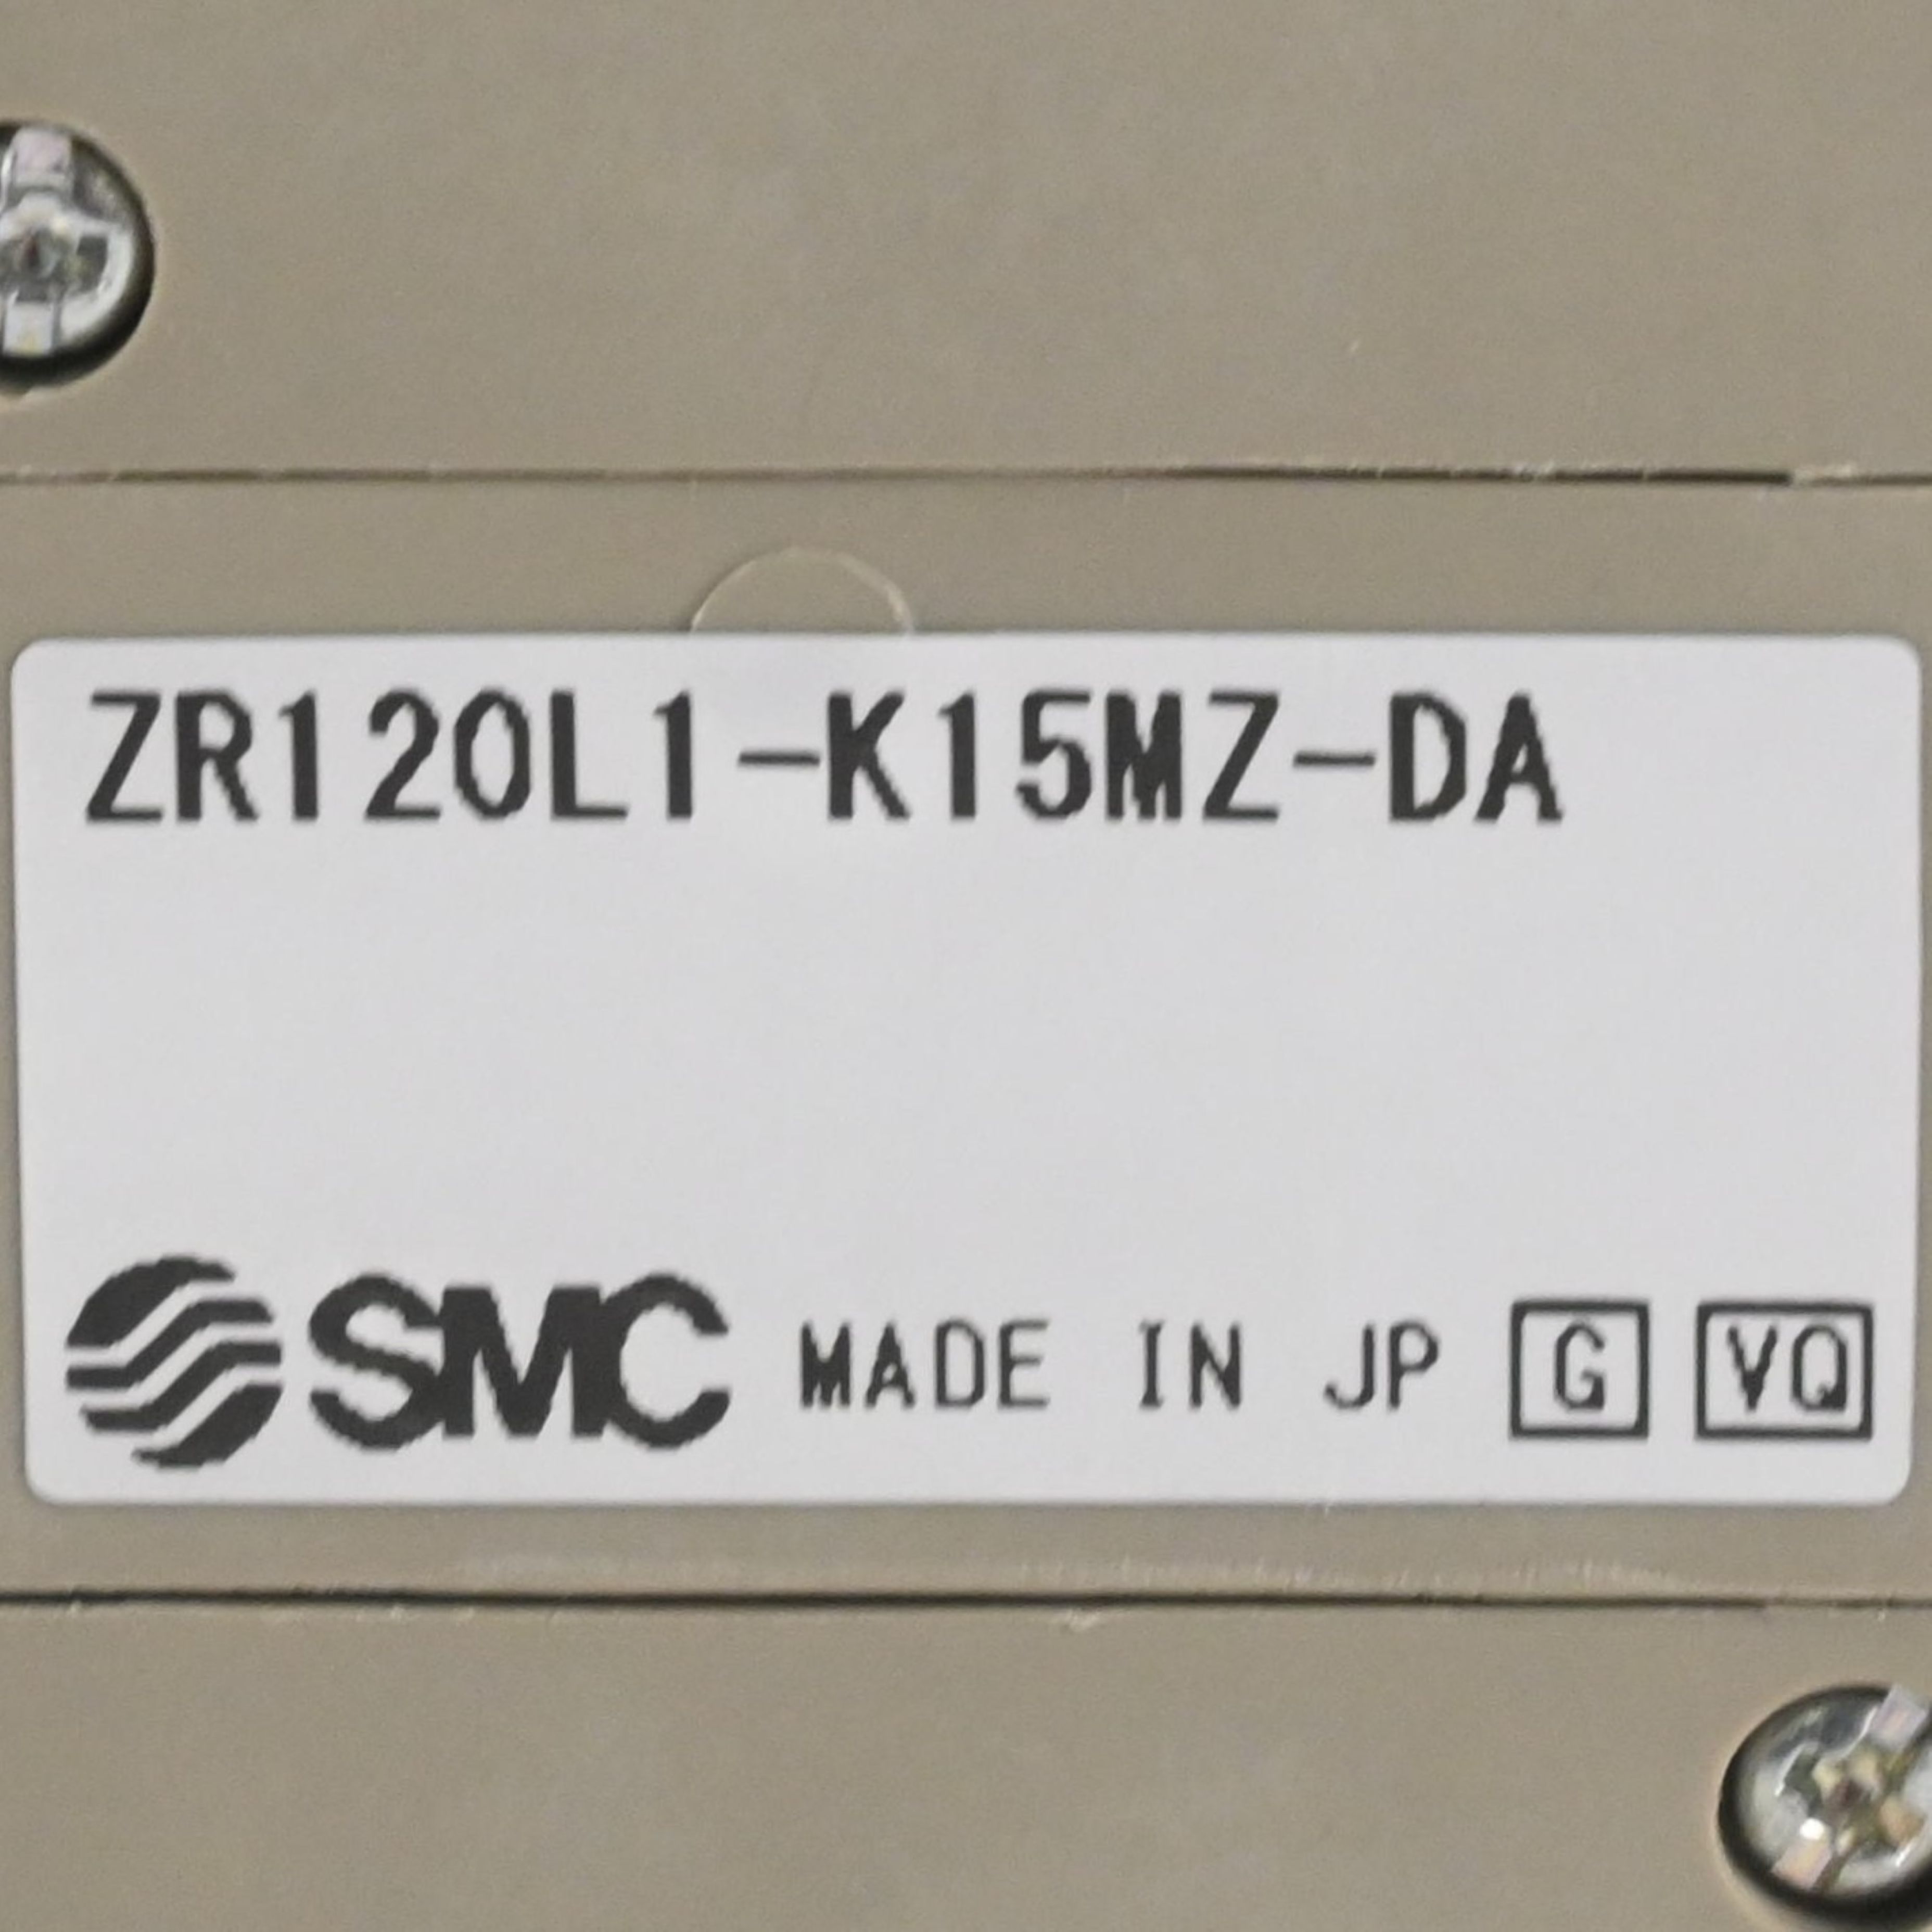 ZR120L1-K15MZ-DA
SMC MADE IN JP G VQ